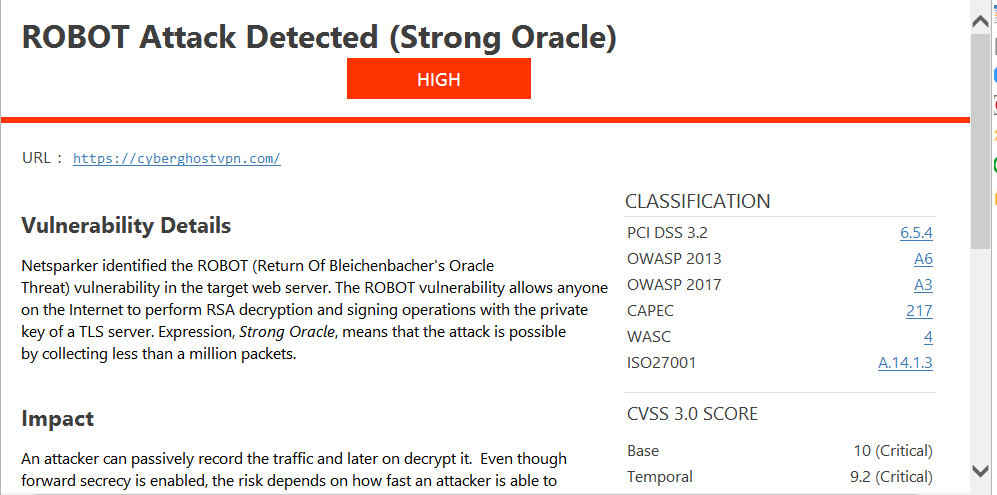 ROBOT Attack Detected (Strong Oracle)
HIGH
URL : https://cyberghostvpn.com/
Vulnerability Details
Netsparker identified the ROBOT (Return Of Bleichenbacher's Oracle
Threat) vulnerability in the target web server. The ROBOT vulnerability allows anyone
on the Internet to perform RSA decryption and signing operations with the private
key of a TLS server. Expression, Strong Oracle, means that the attack is possible
by collecting less than a million packets.
Impact
An attacker can passively record the traffic and later on decrypt it. Even though
forward secrecy is enabled, the risk depends on how fast an attacker is able to
CLASSIFICATION
PCI DSS 3.2 6.5.4
OWASP 2013 A6
OWASP 2017 A3
CAPEC 217
WASC 4
ISO27001 A.14.1.3
CVSS 3.0 SCORE
Base 10 (Critical)
Temporal 9.2 (Critical)